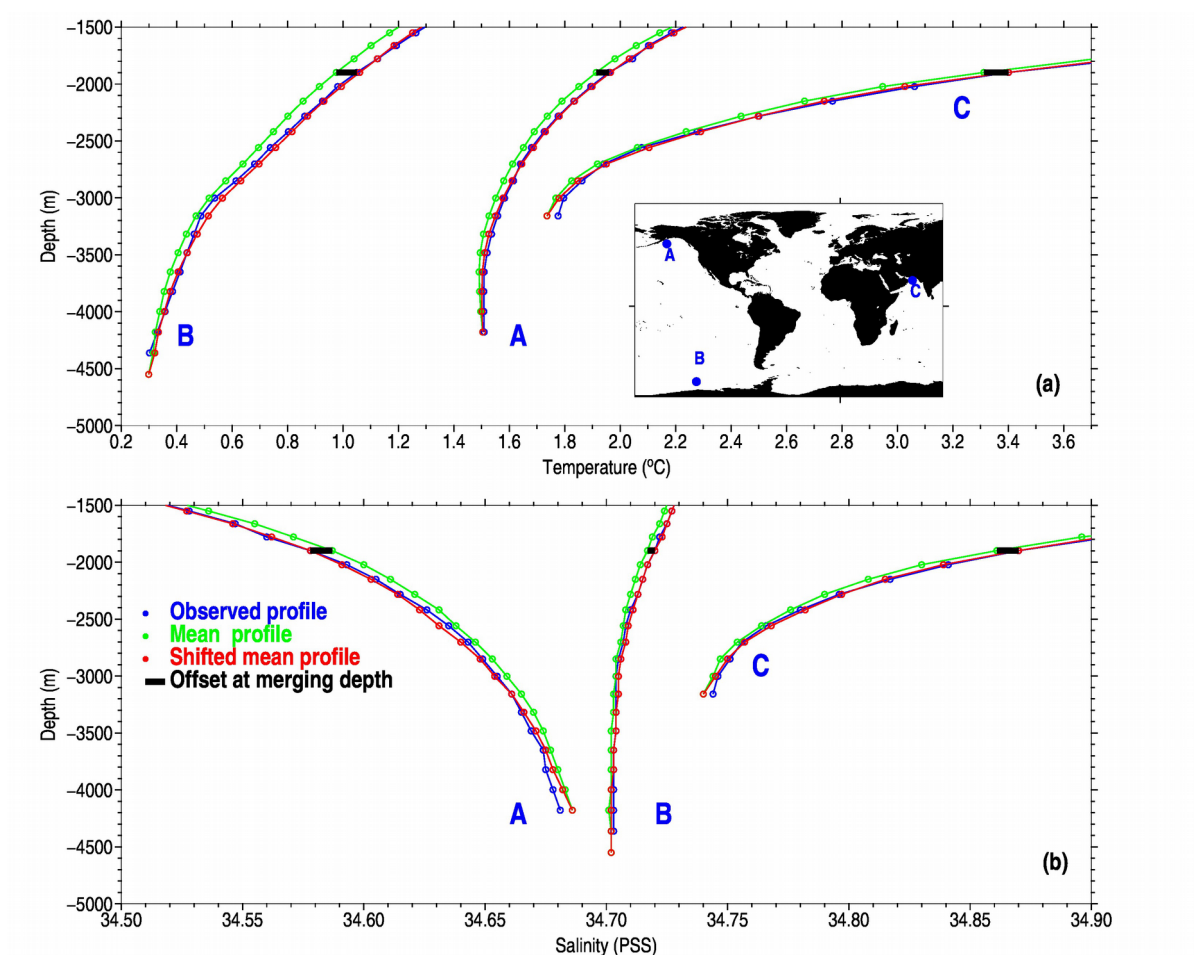 −1500
−2000
−2500
−3000
−3500
−4000
−4500
−5000
Depth (m)
0.2 0.4 0.6 0.8 1.0 1.2 1.4 1.6 1.8 2.0 2.2 2.4 2.6 2.8 3.0 3.2 3.4 3.6
Temperature (ºC)
B
A
C
A
B
C
(a)
−1500
−2000
−2500
−3000
−3500
−4000
−4500
−5000
Depth (m)
34.50 34.55 34.60 34.65 34.70 34.75 34.80 34.85 34.90
Salinity (PSS)
Observed profile
Mean profile
Shifted mean profile
Offset at merging depth
A
B
C
(b)